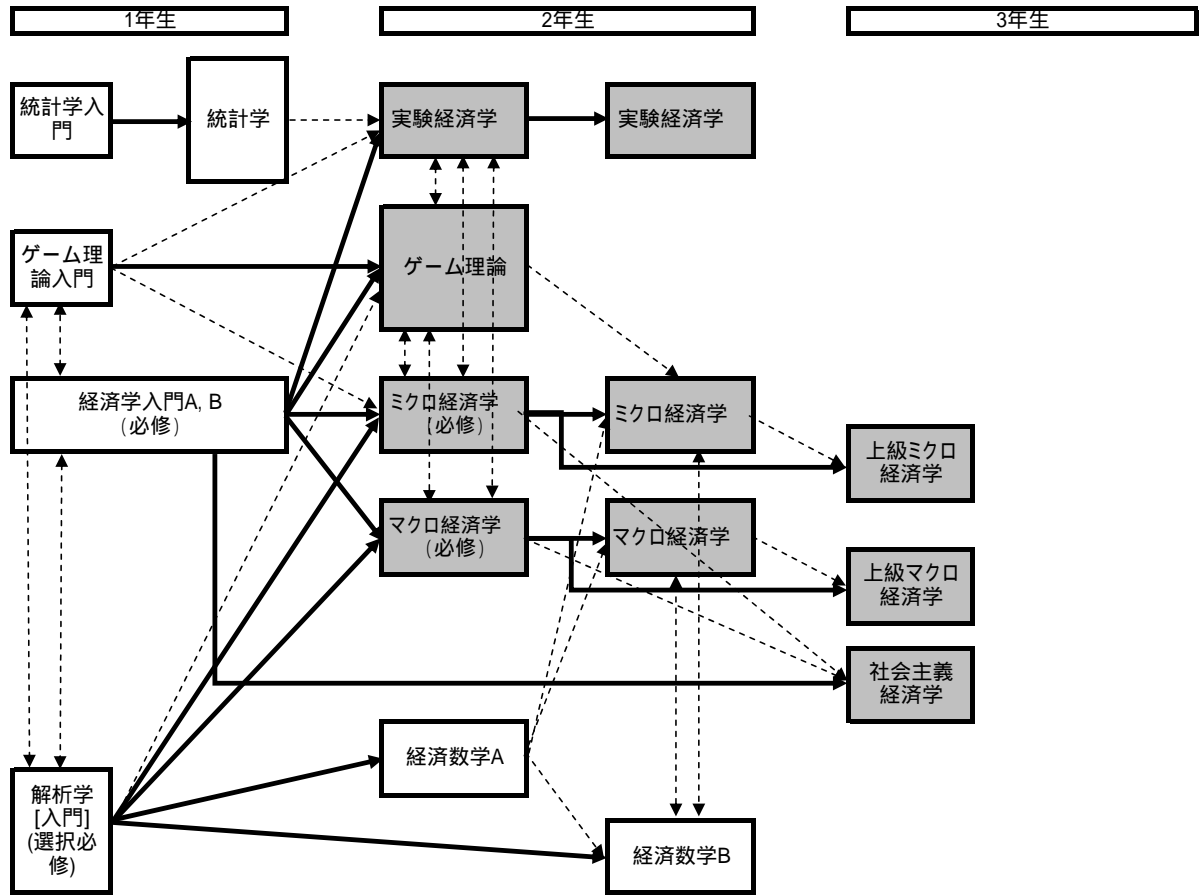 1年生
2年生
3年生
統計学入
門
統計学
実験経済学
実験経済学
ゲーム理
論入門
ゲーム理論
経済学入門A, B
(必修)
ミクロ経済学
(必修)
ミクロ経済学
上級ミクロ
経済学
マクロ経済学
(必修)
マクロ経済学
上級マクロ
経済学
社会主義
経済学
経済数学A
解析学
[入門]
(選択必
修)
経済数学B